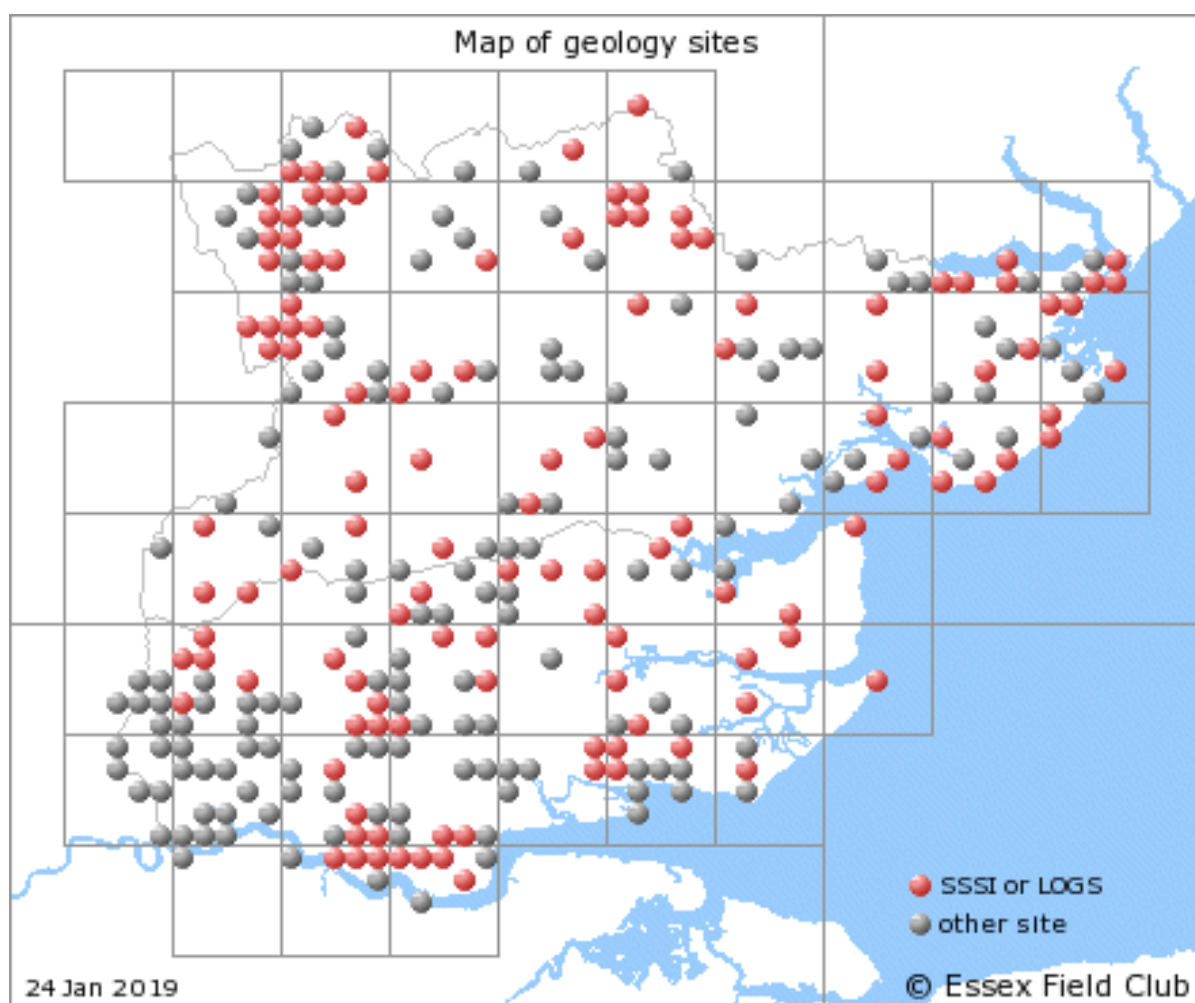 Map of geology sites
SSSI or LOGS
other site
24 Jan 2019
© Essex Field Club